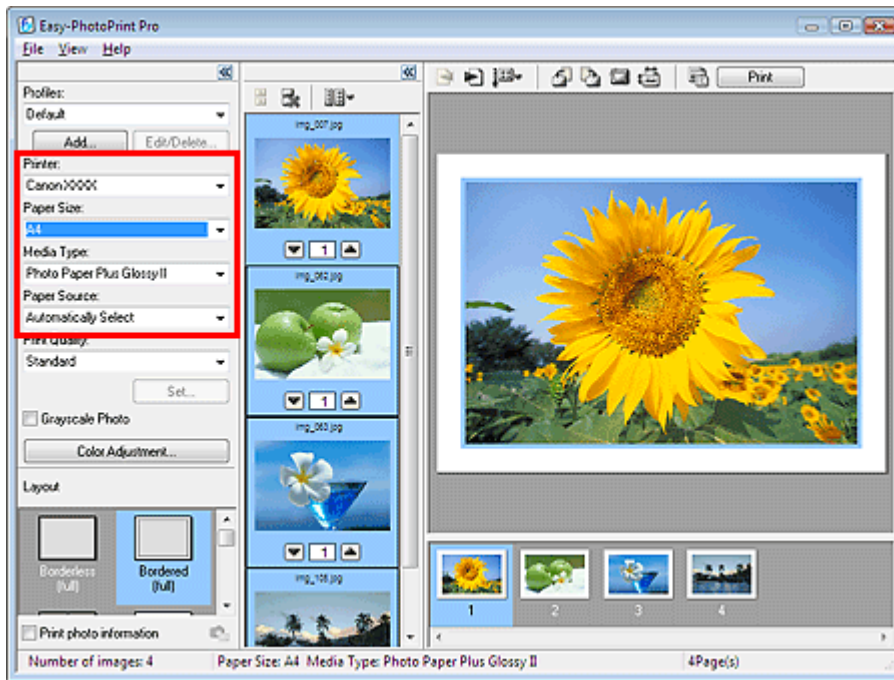 Easy-PhotoPrint Pro
File View Help
Profiles:
Default
Add... Edit/Delete...
Printer:
Canon XXXX
Paper Size:
A4
Media Type:
Photo Paper Plus Glossy II
Paper Source:
Automatically Select
Print Quality:
Standard
Set...
Grayscale Photo
Color Adjustment...
Layout
Borderless
(full)
Bordered
(full)
Print photo information
img_007.jpg
1
img_062.jpg
1
img_063.jpg
1
img_108.jpg
Print
1 2 3 4
Number of images: 4 Paper Size: A4 Media Type: Photo Paper Plus Glossy II 4Page(s)